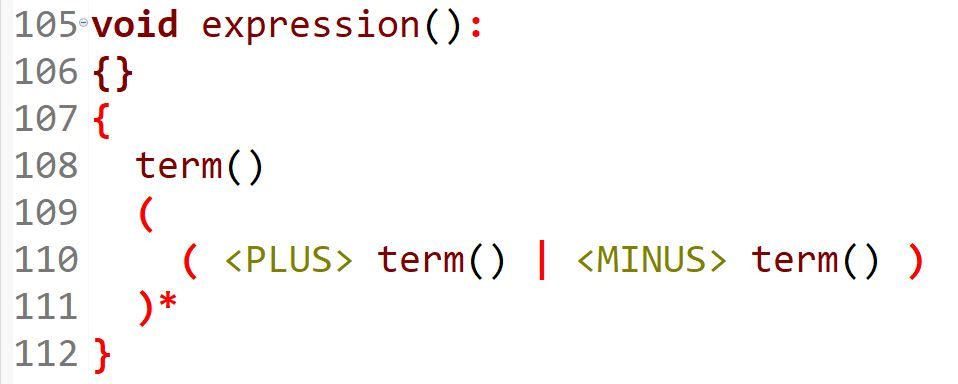 105 void expression():
106 {}
107 {
108   term()
109   (
110     ( <PLUS> term() | <MINUS> term() )
111   )*
112 }